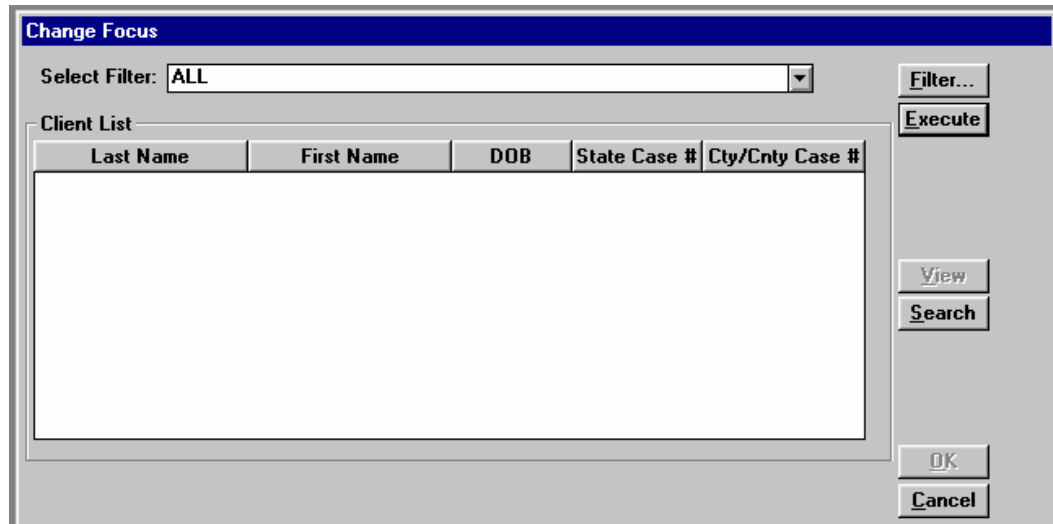 Change Focus
Select Filter: ALL
Filter...
Execute
Client List
Last Name First Name DOB State Case # Cty/Cnty Case #
View
Search
OK
Cancel